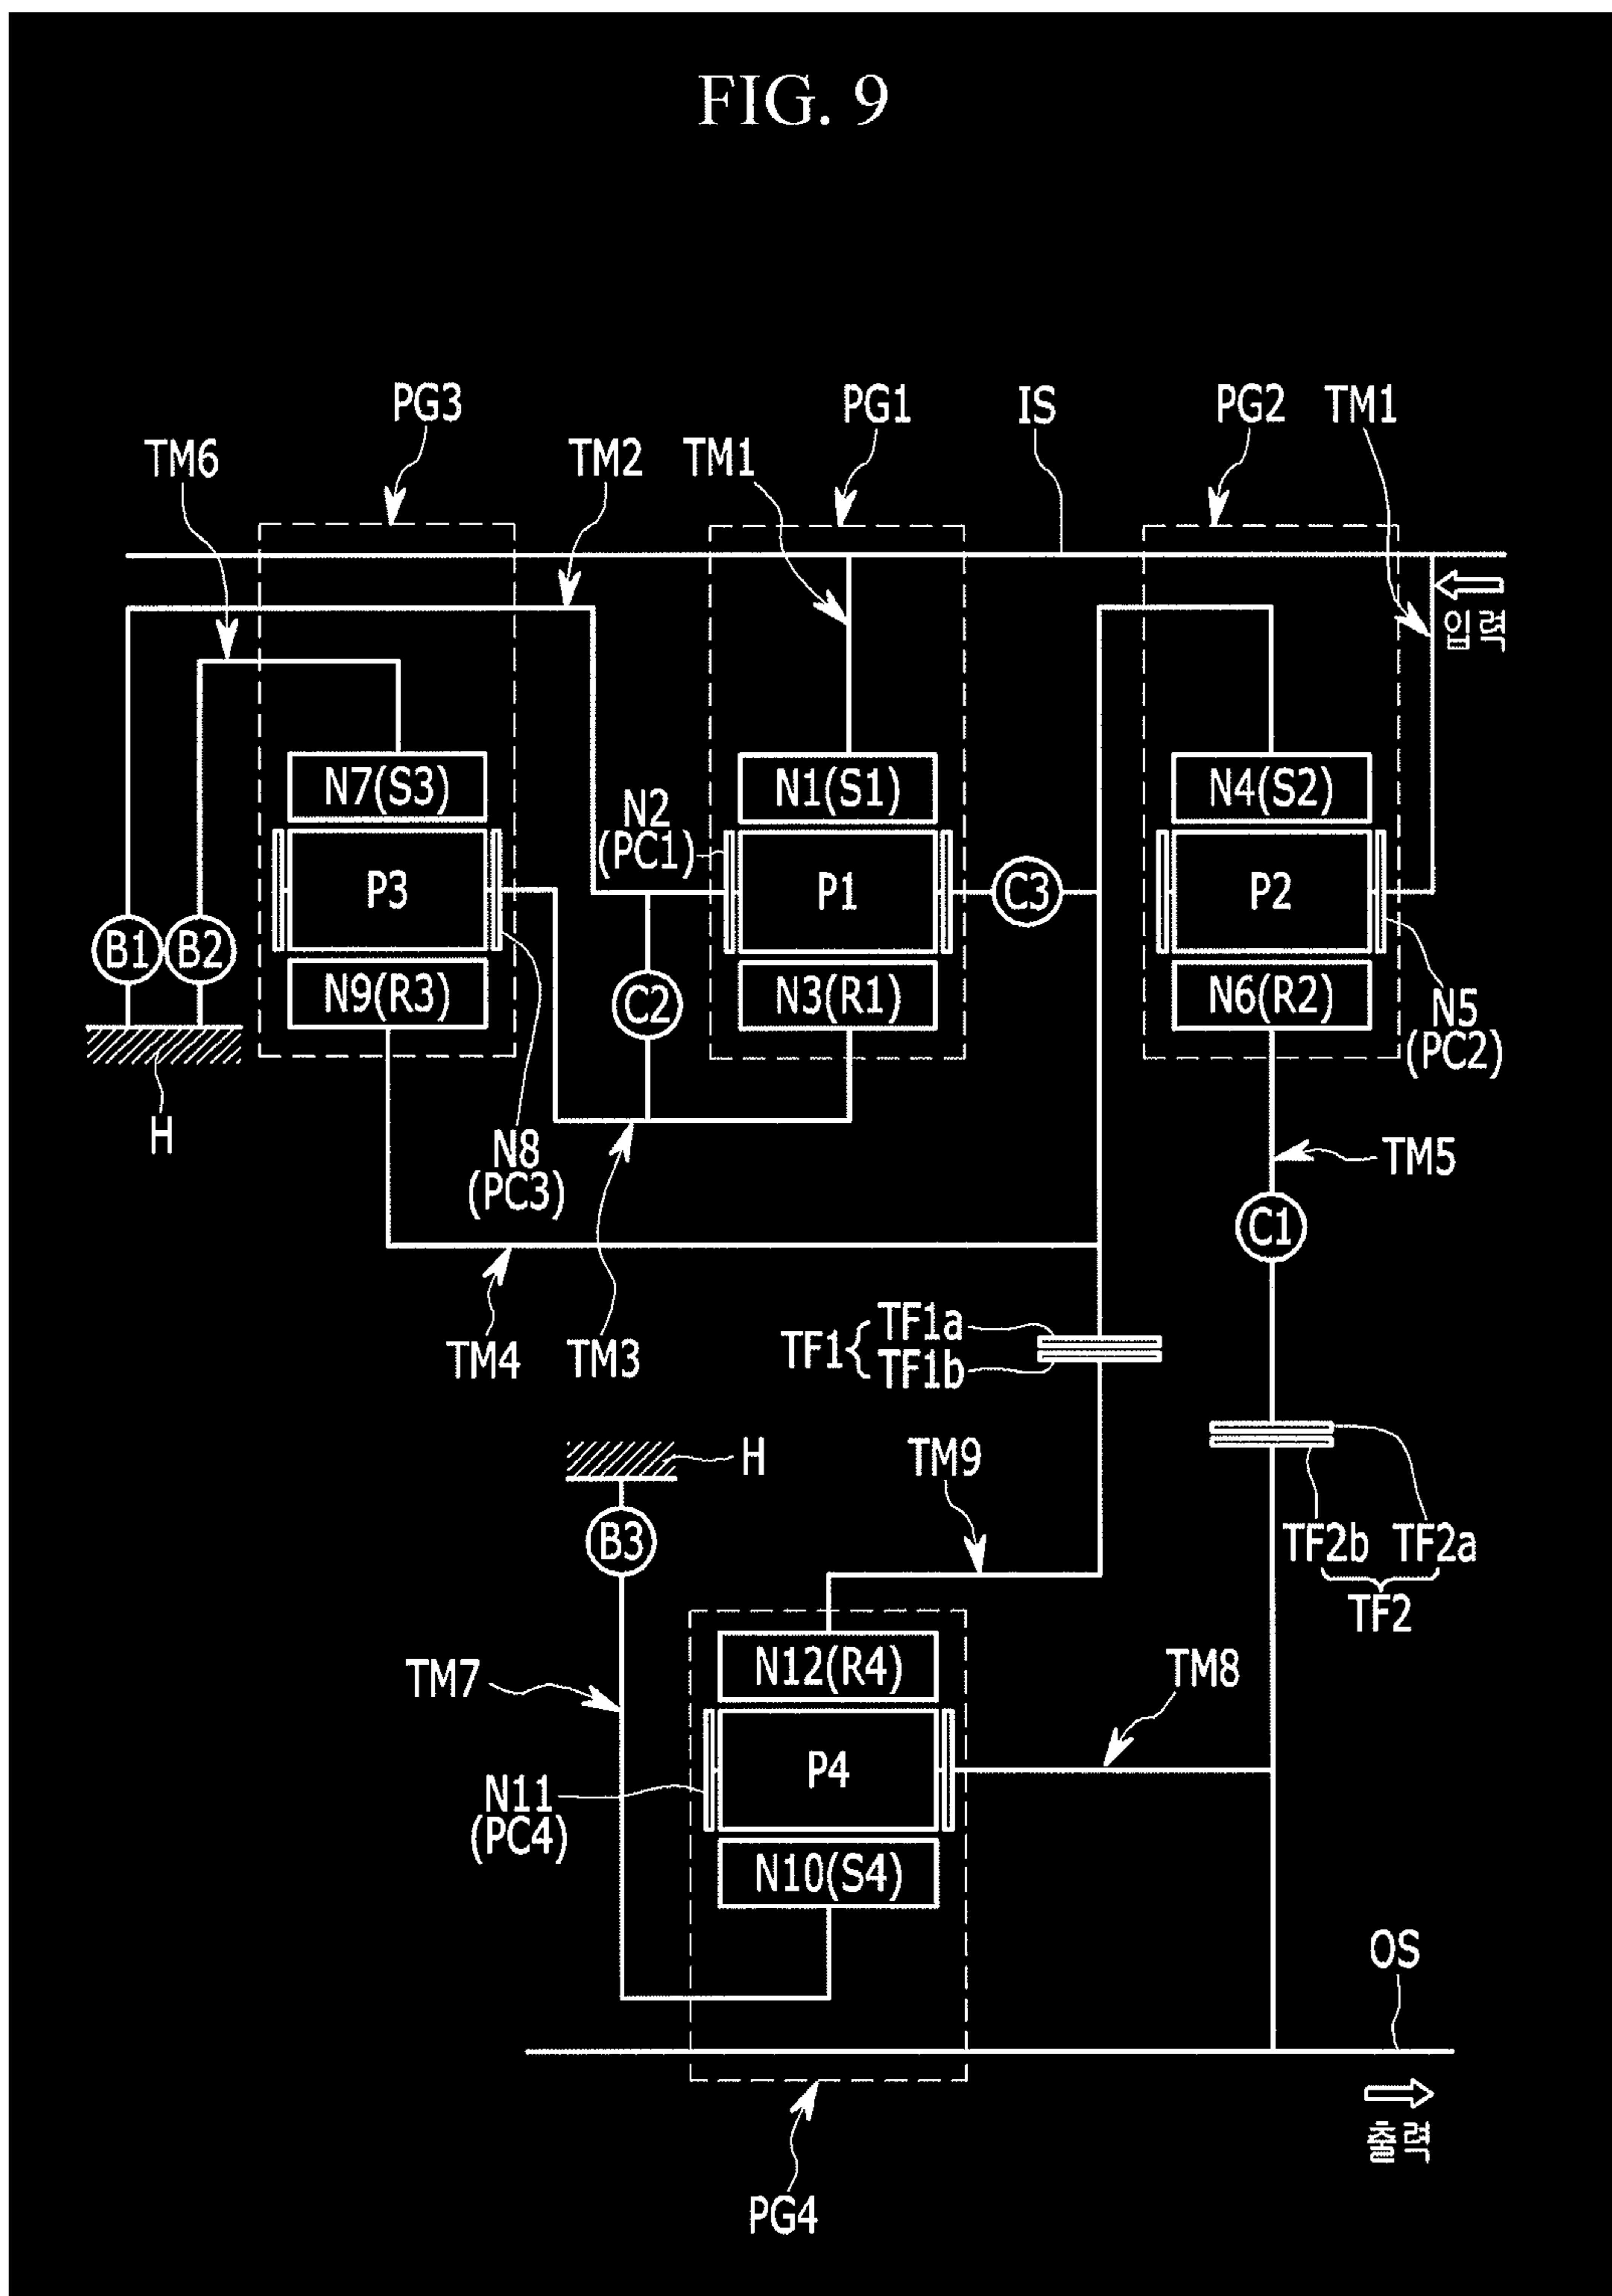 FIG. 9
PG3
PG1
IS
PG2
TM1
TM6
TM2
TM1
입력
N7(S3)
N1(S1)
N4(S2)
N2
(PC1)
P3
P1
C3
P2
B1
B2
N9(R3)
C2
N3(R1)
N6(R2)
N5
(PC2)
H
N8
(PC3)
TM5
C1
TM4
TM3
TF1
TF1a
TF1b
H
TM9
B3
TF2b
TF2a
TF2
N12(R4)
TM7
TM8
P4
N11
(PC4)
N10(S4)
OS
출력
PG4